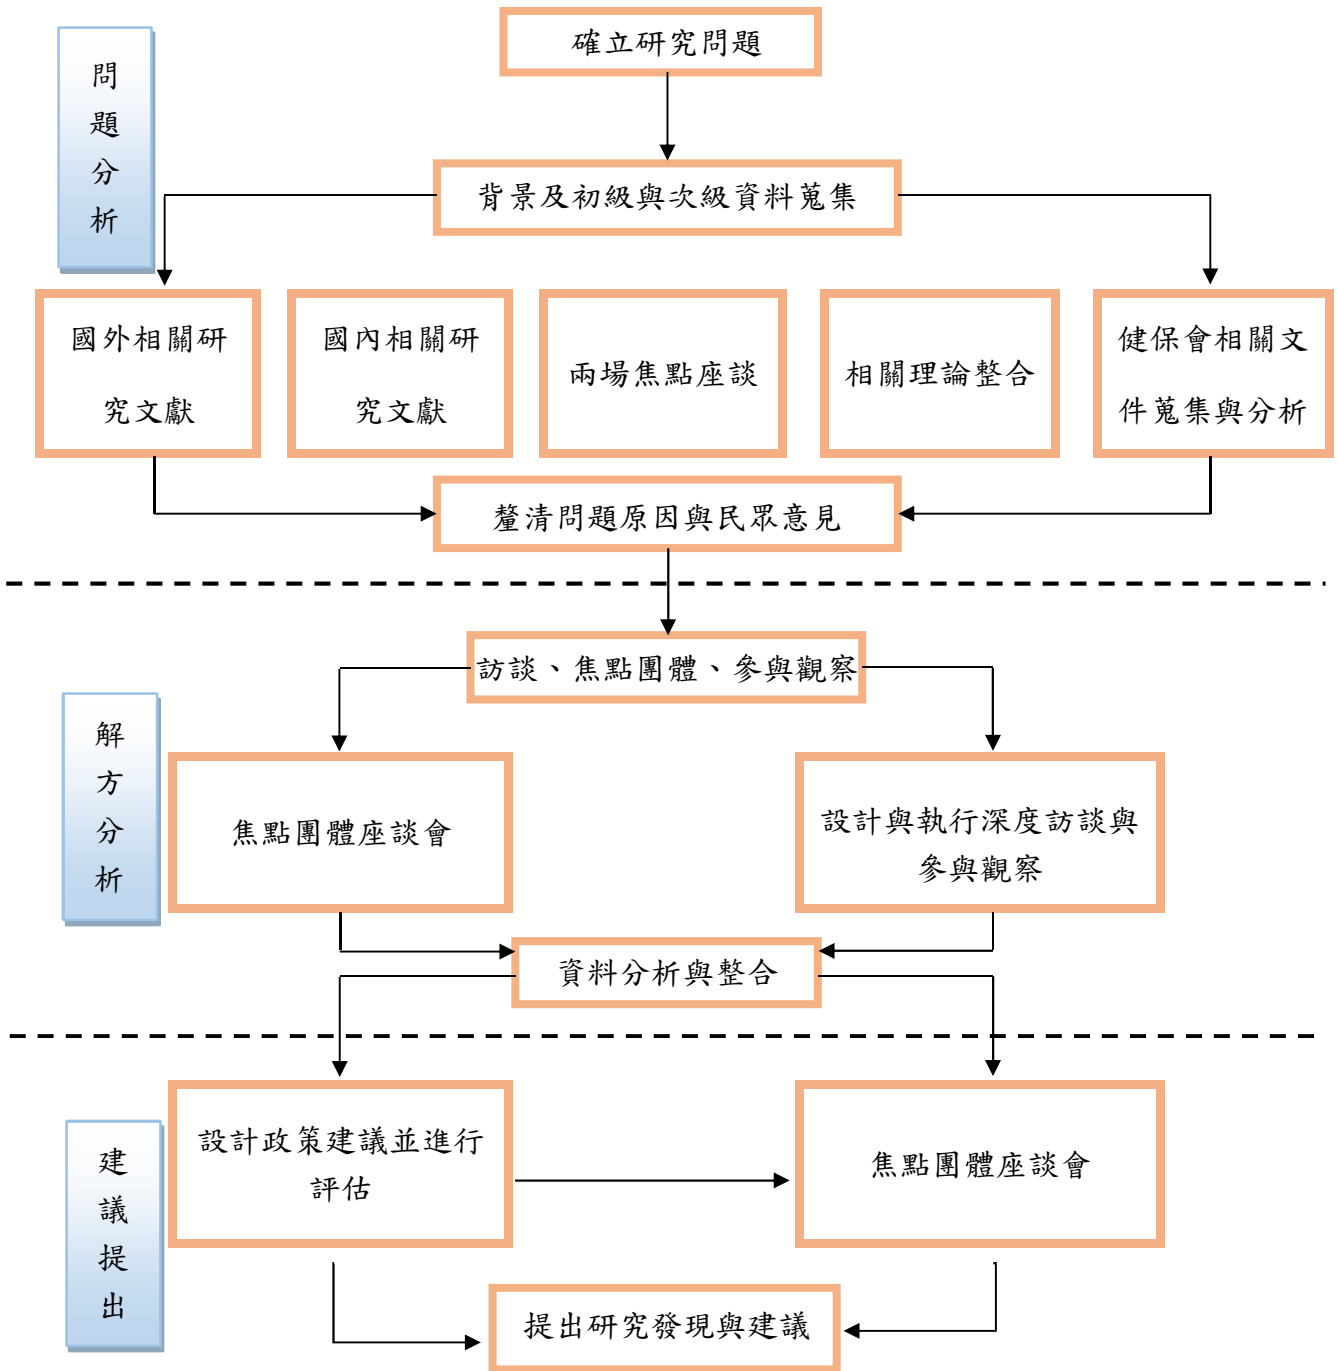 確立研究問題
問題分析
背景及初級與次級資料蒐集
國外相關研
究文獻
國內相關研
究文獻
兩場焦點座談
相關理論整合
健保會相關文
件蒐集與分析
釐清問題原因與民眾意見
訪談、焦點團體、參與觀察
解方分析
焦點團體座談會
設計與執行深度訪談與
參與觀察
資料分析與整合
建議提出
設計政策建議並進行
評估
焦點團體座談會
提出研究發現與建議